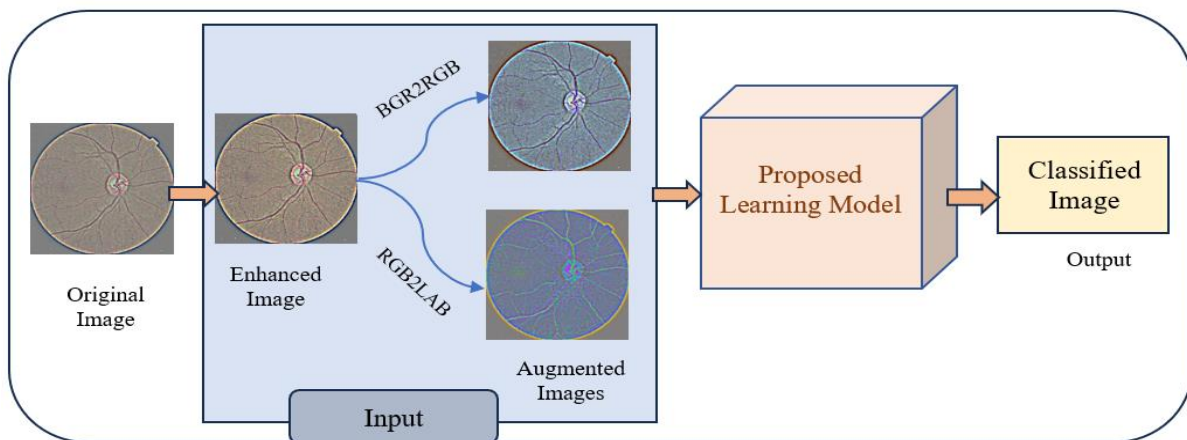 Original
Image
Enhanced
Image
BGR2RGB
RGB2LAB
Augmented
Images
Input
Proposed
Learning Model
Classified
Image
Output